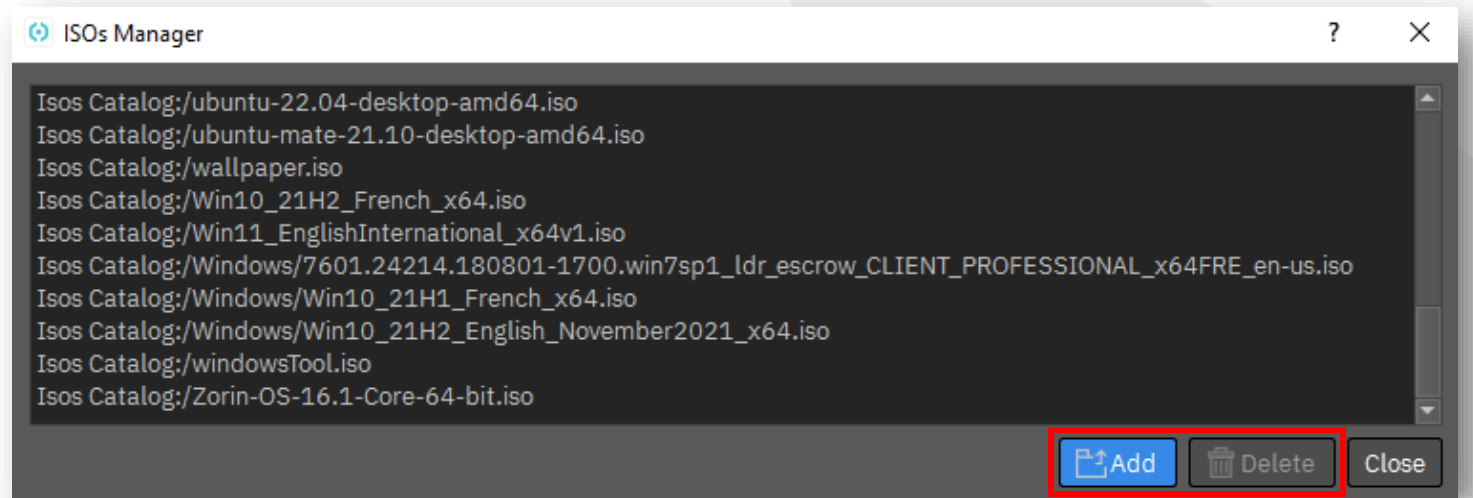 ISOs Manager ?
Isos Catalog:/ubuntu-22.04-desktop-amd64.iso
Isos Catalog:/ubuntu-mate-21.10-desktop-amd64.iso
Isos Catalog:/wallpaper.iso
Isos Catalog:/Win10_21H2_French_x64.iso
Isos Catalog:/Win11_EnglishInternational_x64v1.iso
Isos Catalog:/Windows/7601.24214.180801-1700.win7sp1_ldr_escrow_CLIENT_PROFESSIONAL_x64FRE_en-us.iso
Isos Catalog:/Windows/Win10_21H1_French_x64.iso
Isos Catalog:/Windows/Win10_21H2_English_November2021_x64.iso
Isos Catalog:/windowsTool.iso
Isos Catalog:/Zorin-OS-16.1-Core-64-bit.iso
Add Delete Close